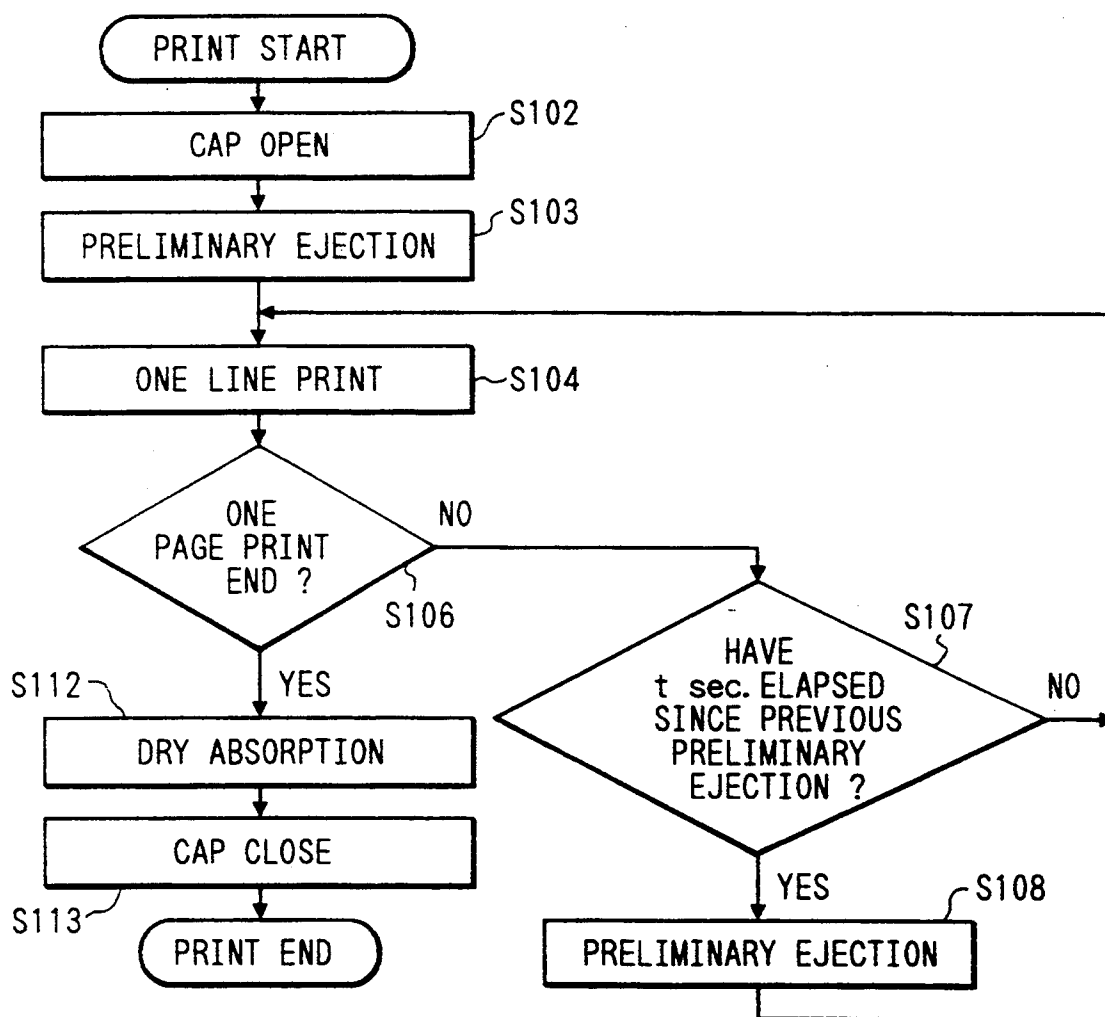 PRINT START
S102
CAP OPEN
S103
PRELIMINARY EJECTION
ONE LINE PRINT
S104
ONE
PAGE PRINT
END ?
NO
S106
YES
S107
HAVE
t sec. ELAPSED
SINCE PREVIOUS
PRELIMINARY
EJECTION ?
NO
S112
DRY ABSORPTION
CAP CLOSE
S113
PRINT END
YES
S108
PRELIMINARY EJECTION